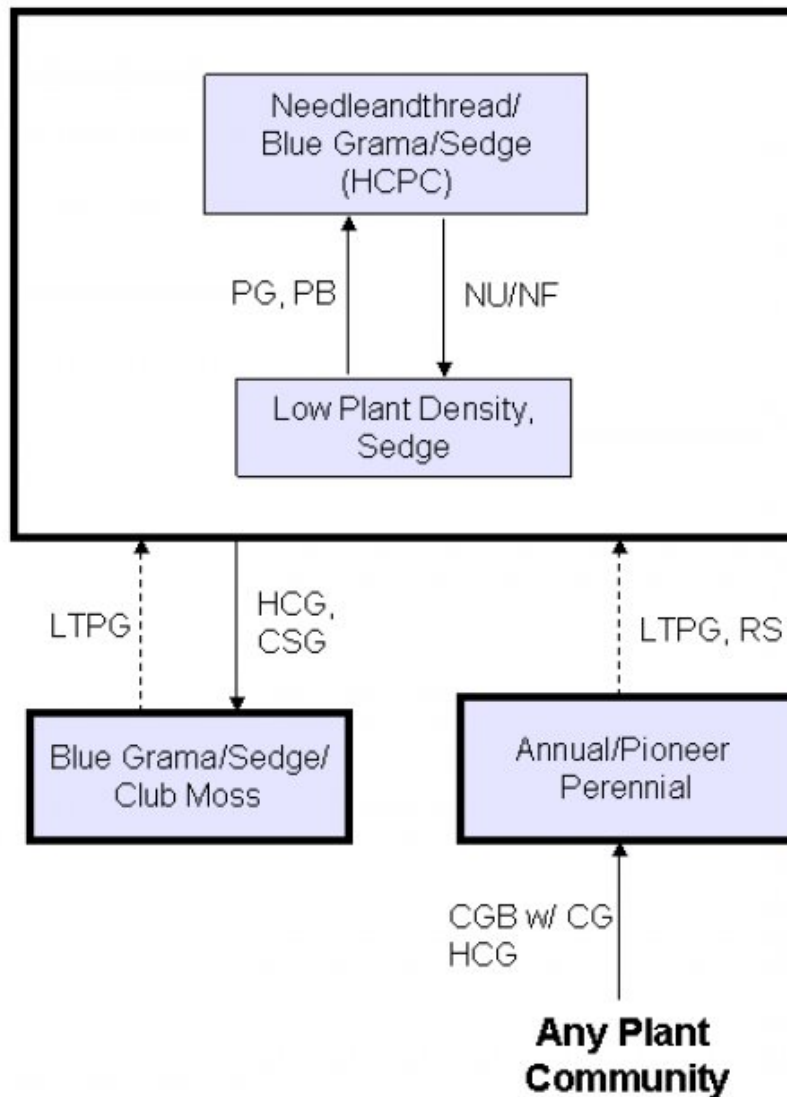 Needleandthread/
Blue Grama/Sedge
(HCPC)
PG, PB
NU/NF
Low Plant Density,
Sedge
LTPG
HCG,
CSG
LTPG, RS
Blue Grama/Sedge/
Club Moss
Annual/Pioneer
Perennial
CGB w/ CG
HCG
Any Plant
Community